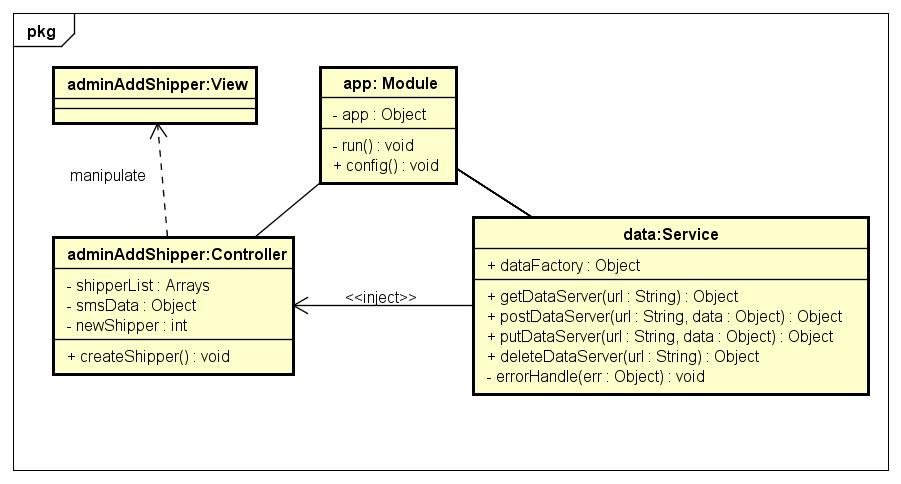 pkg
adminAddShipper:View
app: Module
- app : Object
- run() : void
+ config() : void
manipulate
adminAddShipper:Controller
- shipperList : Arrays
- smsData : Object
- newShipper : int
+ createShipper() : void
<<inject>>
data:Service
+ dataFactory : Object
+ getDataServer(url : String) : Object
+ postDataServer(url : String, data : Object) : Object
+ putDataServer(url : String, data : Object) : Object
+ deleteDataServer(url : String) : Object
- errorHandle(err : Object) : void